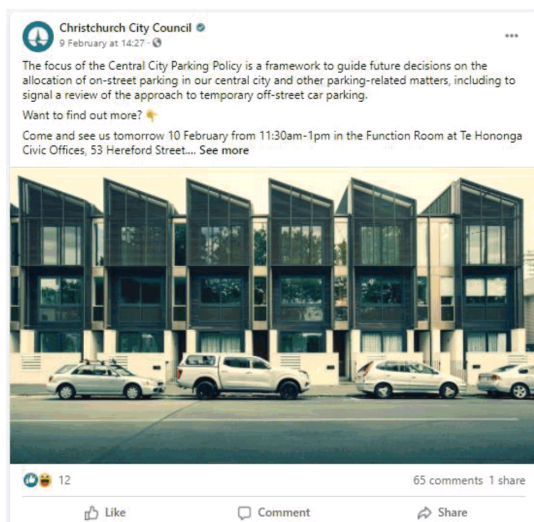 Christchurch City Council
9 February at 14:27 ·
The focus of the Central City Parking Policy is a framework to guide future decisions on the
allocation of on-street parking in our central city and other parking-related matters, including to
signal a review of the approach to temporary off-street car parking.
Want to find out more?
Come and see us tomorrow 10 February from 11:30am-1pm in the Function Room at Te Hononga
Civic Offices, 53 Hereford Street.... See more
12
65 comments 1 share
Like Comment Share